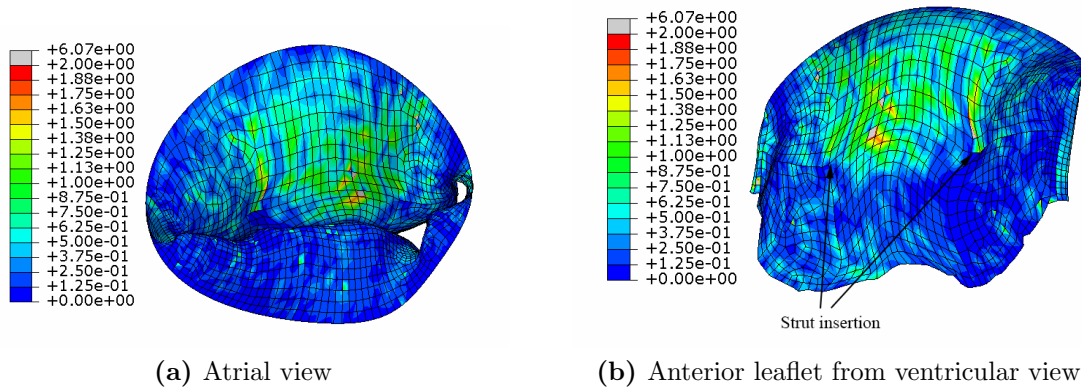 +6.07e+00
+2.00e+00
+1.88e+00
+1.75e+00
+1.63e+00
+1.50e+00
+1.38e+00
+1.25e+00
+1.13e+00
+1.00e+00
+8.75e-01
+7.50e-01
+6.25e-01
+5.00e-01
+3.75e-01
+2.50e-01
+1.25e-01
+0.00e+00
(a) Atrial view
+6.07e+00
+2.00e+00
+1.88e+00
+1.75e+00
+1.63e+00
+1.50e+00
+1.38e+00
+1.25e+00
+1.13e+00
+1.00e+00
+8.75e-01
+7.50e-01
+6.25e-01
+5.00e-01
+3.75e-01
+2.50e-01
+1.25e-01
+0.00e+00
Strut insertion
(b) Anterior leaflet from ventricular view